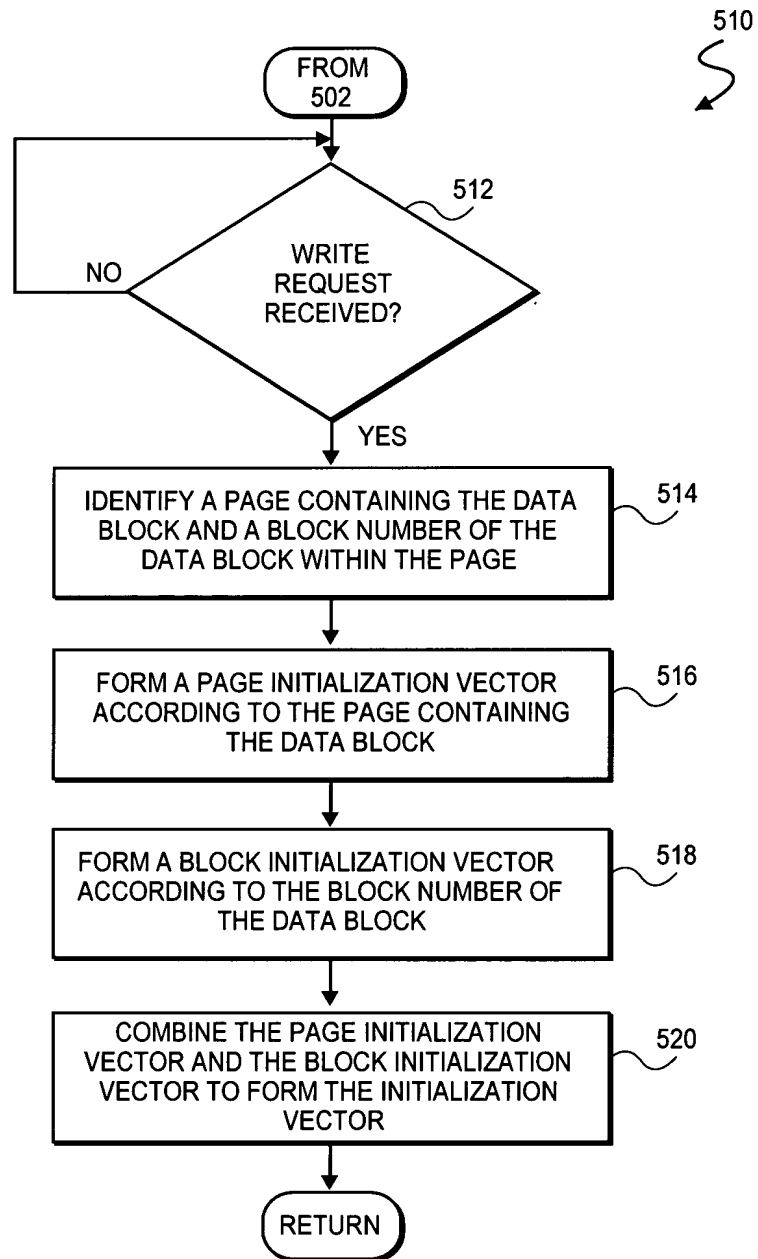 510
FROM
502
512
WRITE
REQUEST
RECEIVED?
NO
YES
IDENTIFY A PAGE CONTAINING THE DATA
BLOCK AND A BLOCK NUMBER OF THE
DATA BLOCK WITHIN THE PAGE
514
FORM A PAGE INITIALIZATION VECTOR
ACCORDING TO THE PAGE CONTAINING
THE DATA BLOCK
516
FORM A BLOCK INITIALIZATION VECTOR
ACCORDING TO THE BLOCK NUMBER OF
THE DATA BLOCK
518
COMBINE THE PAGE INITIALIZATION
VECTOR AND THE BLOCK INITIALIZATION
VECTOR TO FORM THE INITIALIZATION
VECTOR
520
RETURN